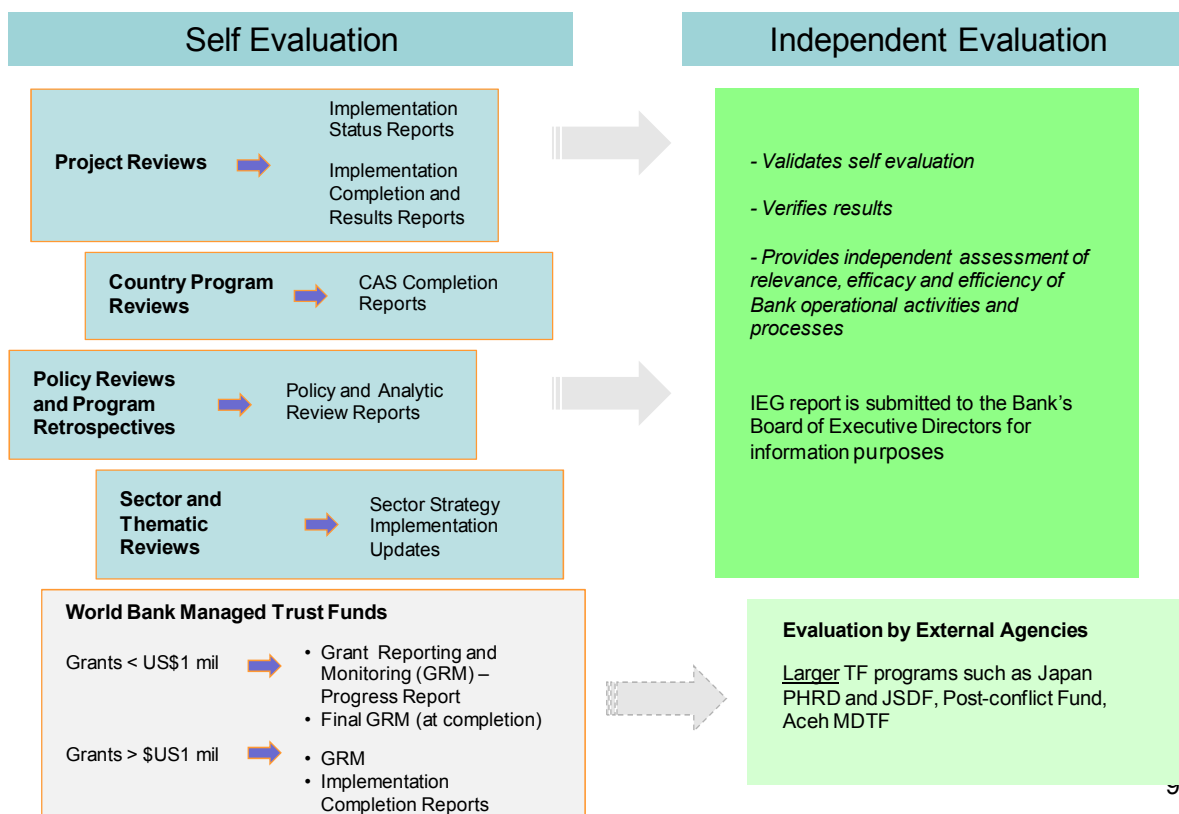 Self Evaluation
Independent Evaluation
Project Reviews
Implementation
Status Reports
Implementation
Completion and
Results Reports
Country Program
Reviews
CAS Completion
Reports
Policy Reviews
and Program
Retrospectives
Policy and Analytic
Review Reports
Sector and
Thematic
Reviews
Sector Strategy
Implementation
Updates
World Bank Managed Trust Funds
Grants < US$1 mil
• Grant Reporting and
Monitoring (GRM) –
Progress Report
• Final GRM (at completion)
Grants > $US1 mil
• GRM
• Implementation
Completion Reports
- Validates self evaluation
- Verifies results
- Provides independent assessment of
relevance, efficacy and efficiency of
Bank operational activities and
processes
IEG report is submitted to the Bank's
Board of Executive Directors for
information purposes
Evaluation by External Agencies
Larger TF programs such as Japan
PHRD and JSDF, Post-conflict Fund,
Aceh MDTF
9